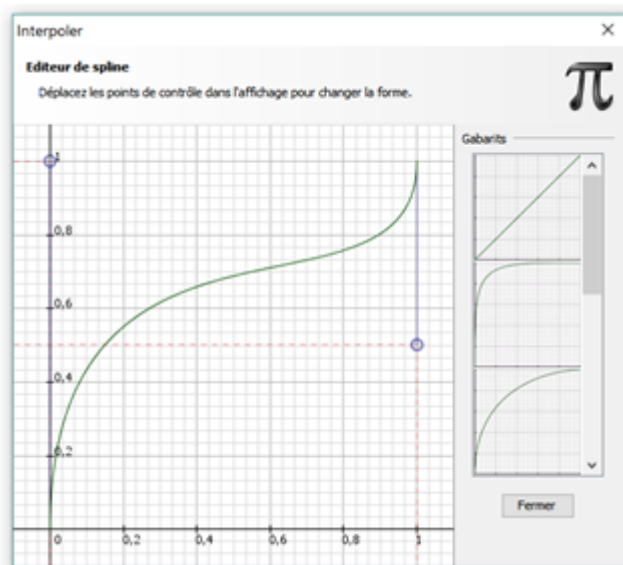 Interpoler
Editeur de spline
Déplacez les points de contrôle dans l'affichage pour changer la forme.
π
Gabarits
1
0,8
0,6
0,4
0,2
0 0,2 0,4 0,6 0,8 1
Fermer